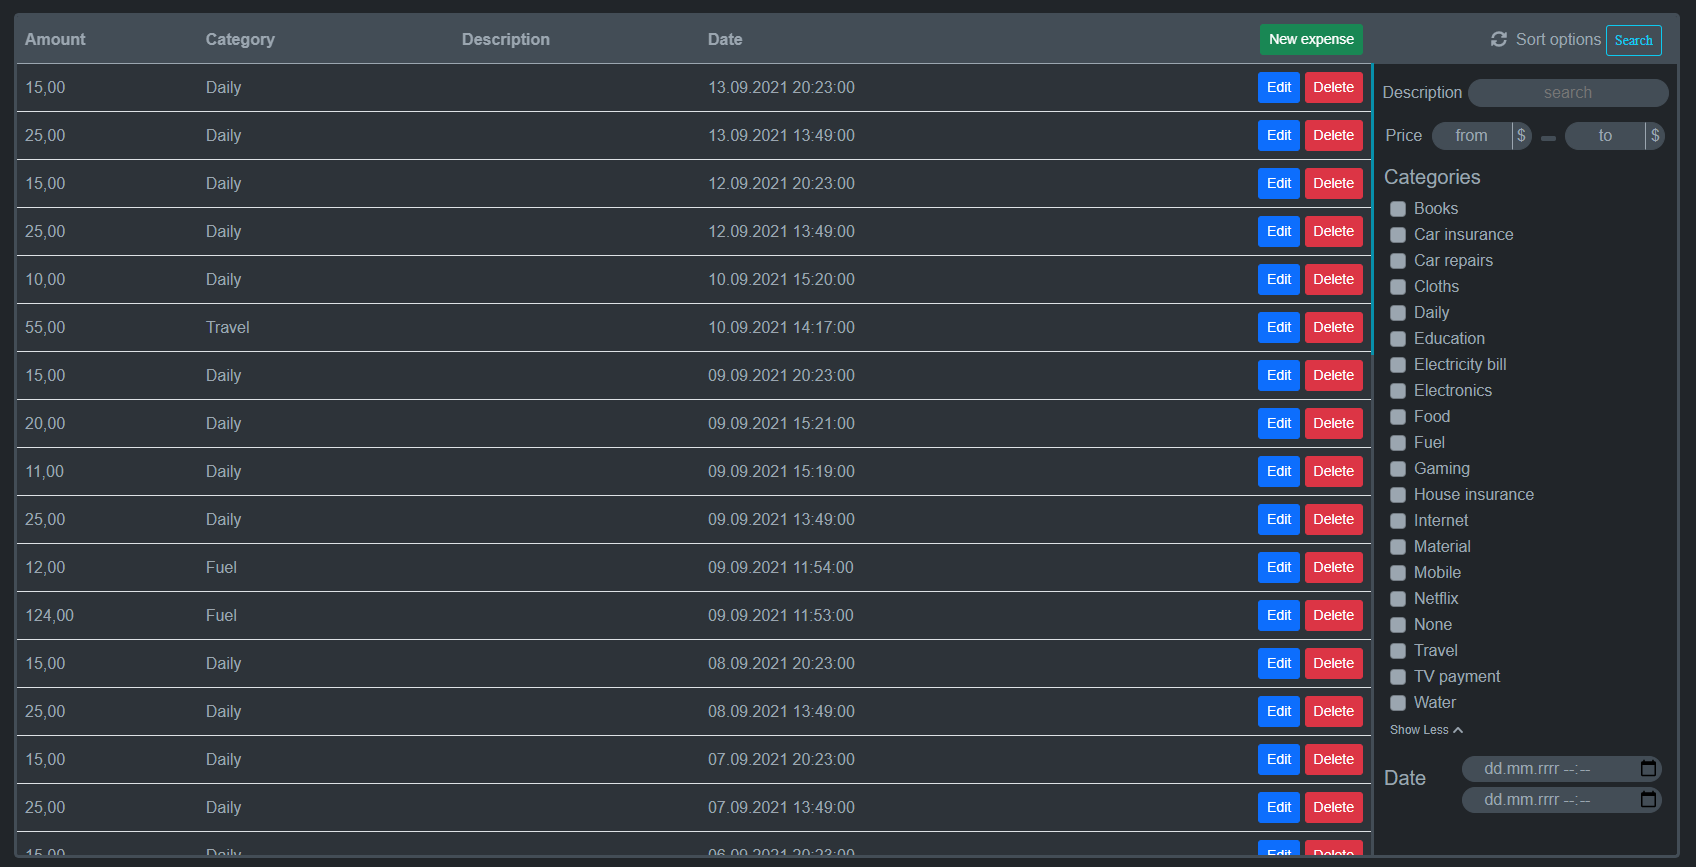 Amount Category Description Date New expense
15,00 Daily 13.09.2021 20:23:00 Edit Delete
25,00 Daily 13.09.2021 13:49:00 Edit Delete
15,00 Daily 12.09.2021 20:23:00 Edit Delete
25,00 Daily 12.09.2021 13:49:00 Edit Delete
10,00 Daily 10.09.2021 15:20:00 Edit Delete
55,00 Travel 10.09.2021 14:17:00 Edit Delete
15,00 Daily 09.09.2021 20:23:00 Edit Delete
20,00 Daily 09.09.2021 15:21:00 Edit Delete
11,00 Daily 09.09.2021 15:19:00 Edit Delete
25,00 Daily 09.09.2021 13:49:00 Edit Delete
12,00 Fuel 09.09.2021 11:54:00 Edit Delete
124,00 Fuel 09.09.2021 11:53:00 Edit Delete
15,00 Daily 08.09.2021 20:23:00 Edit Delete
25,00 Daily 08.09.2021 13:49:00 Edit Delete
15,00 Daily 07.09.2021 20:23:00 Edit Delete
25,00 Daily 07.09.2021 13:49:00 Edit Delete
15,00 Daily 06.09.2021 20:23:00 Edit Delete
Sort options Search
Description search
Price from $ to $
Categories
Books
Car insurance
Car repairs
Cloths
Daily
Education
Electricity bill
Electronics
Food
Fuel
Gaming
House insurance
Internet
Material
Mobile
Netflix
None
Travel
TV payment
Water
Show Less
Date dd.mm.rrrr --:--
dd.mm.rrrr --:--